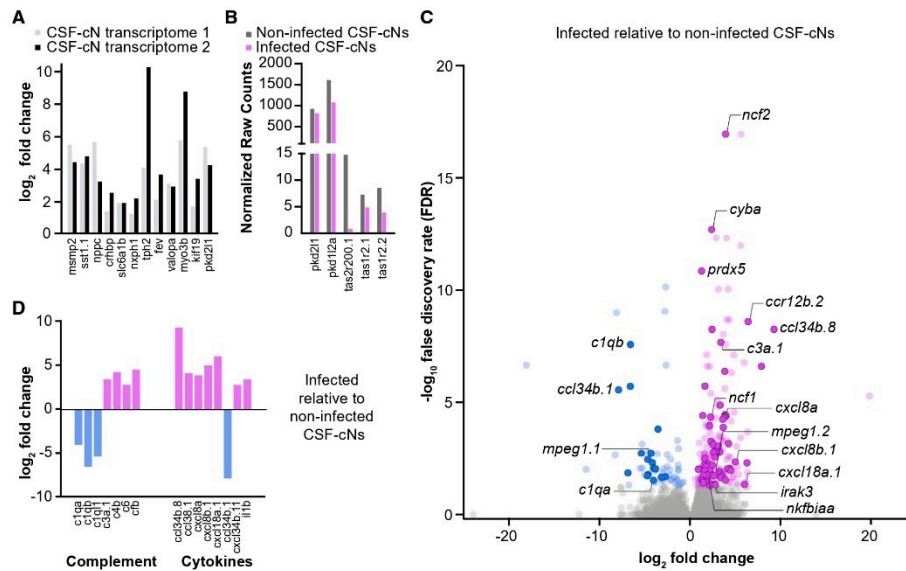 A
CSF-cN transcriptome 1
CSF-cN transcriptome 2
log2 fold change
10
8
6
4
2
0
msmp2
sst1.1
nppc
crhbp
slc6a1b
nxph1
tph2
fev
valopa
myo3b
kif19
pkd2l1
B
Non-infected CSF-cNs
Infected CSF-cNs
Normalized Raw Counts
2000
1500
1000
500
15
10
5
0
pkd2l1
pkd1l2a
tas2r200.1
tas1r2.1
tas1r2.2
C
Infected relative to non-infected CSF-cNs
-log10 false discovery rate (FDR)
20
15
10
5
0
-20
-10
0
10
20
log2 fold change
ncf2
cyba
prdx5
ccr12b.2
ccl34b.8
c1qb
c3a.1
ccl34b.1
ncf1
cxcl8a
mpeg1.1
mpeg1.2
cxcl8b.1
c1qa
cxcl18a.1
irak3
nkfbiaa
D
log2 fold change
10
5
0
-5
-10
c1qa
c1qb
c1ql1
c3a.1
c4b
c6
cfb
ccl34b.8
ccl38.1
cxcl8a
cxcl8b.1
cxcl18a.1
ccl34b.1
cxcl34b.11
il1b
Complement
Cytokines
Infected
relative to
non-infected
CSF-cNs